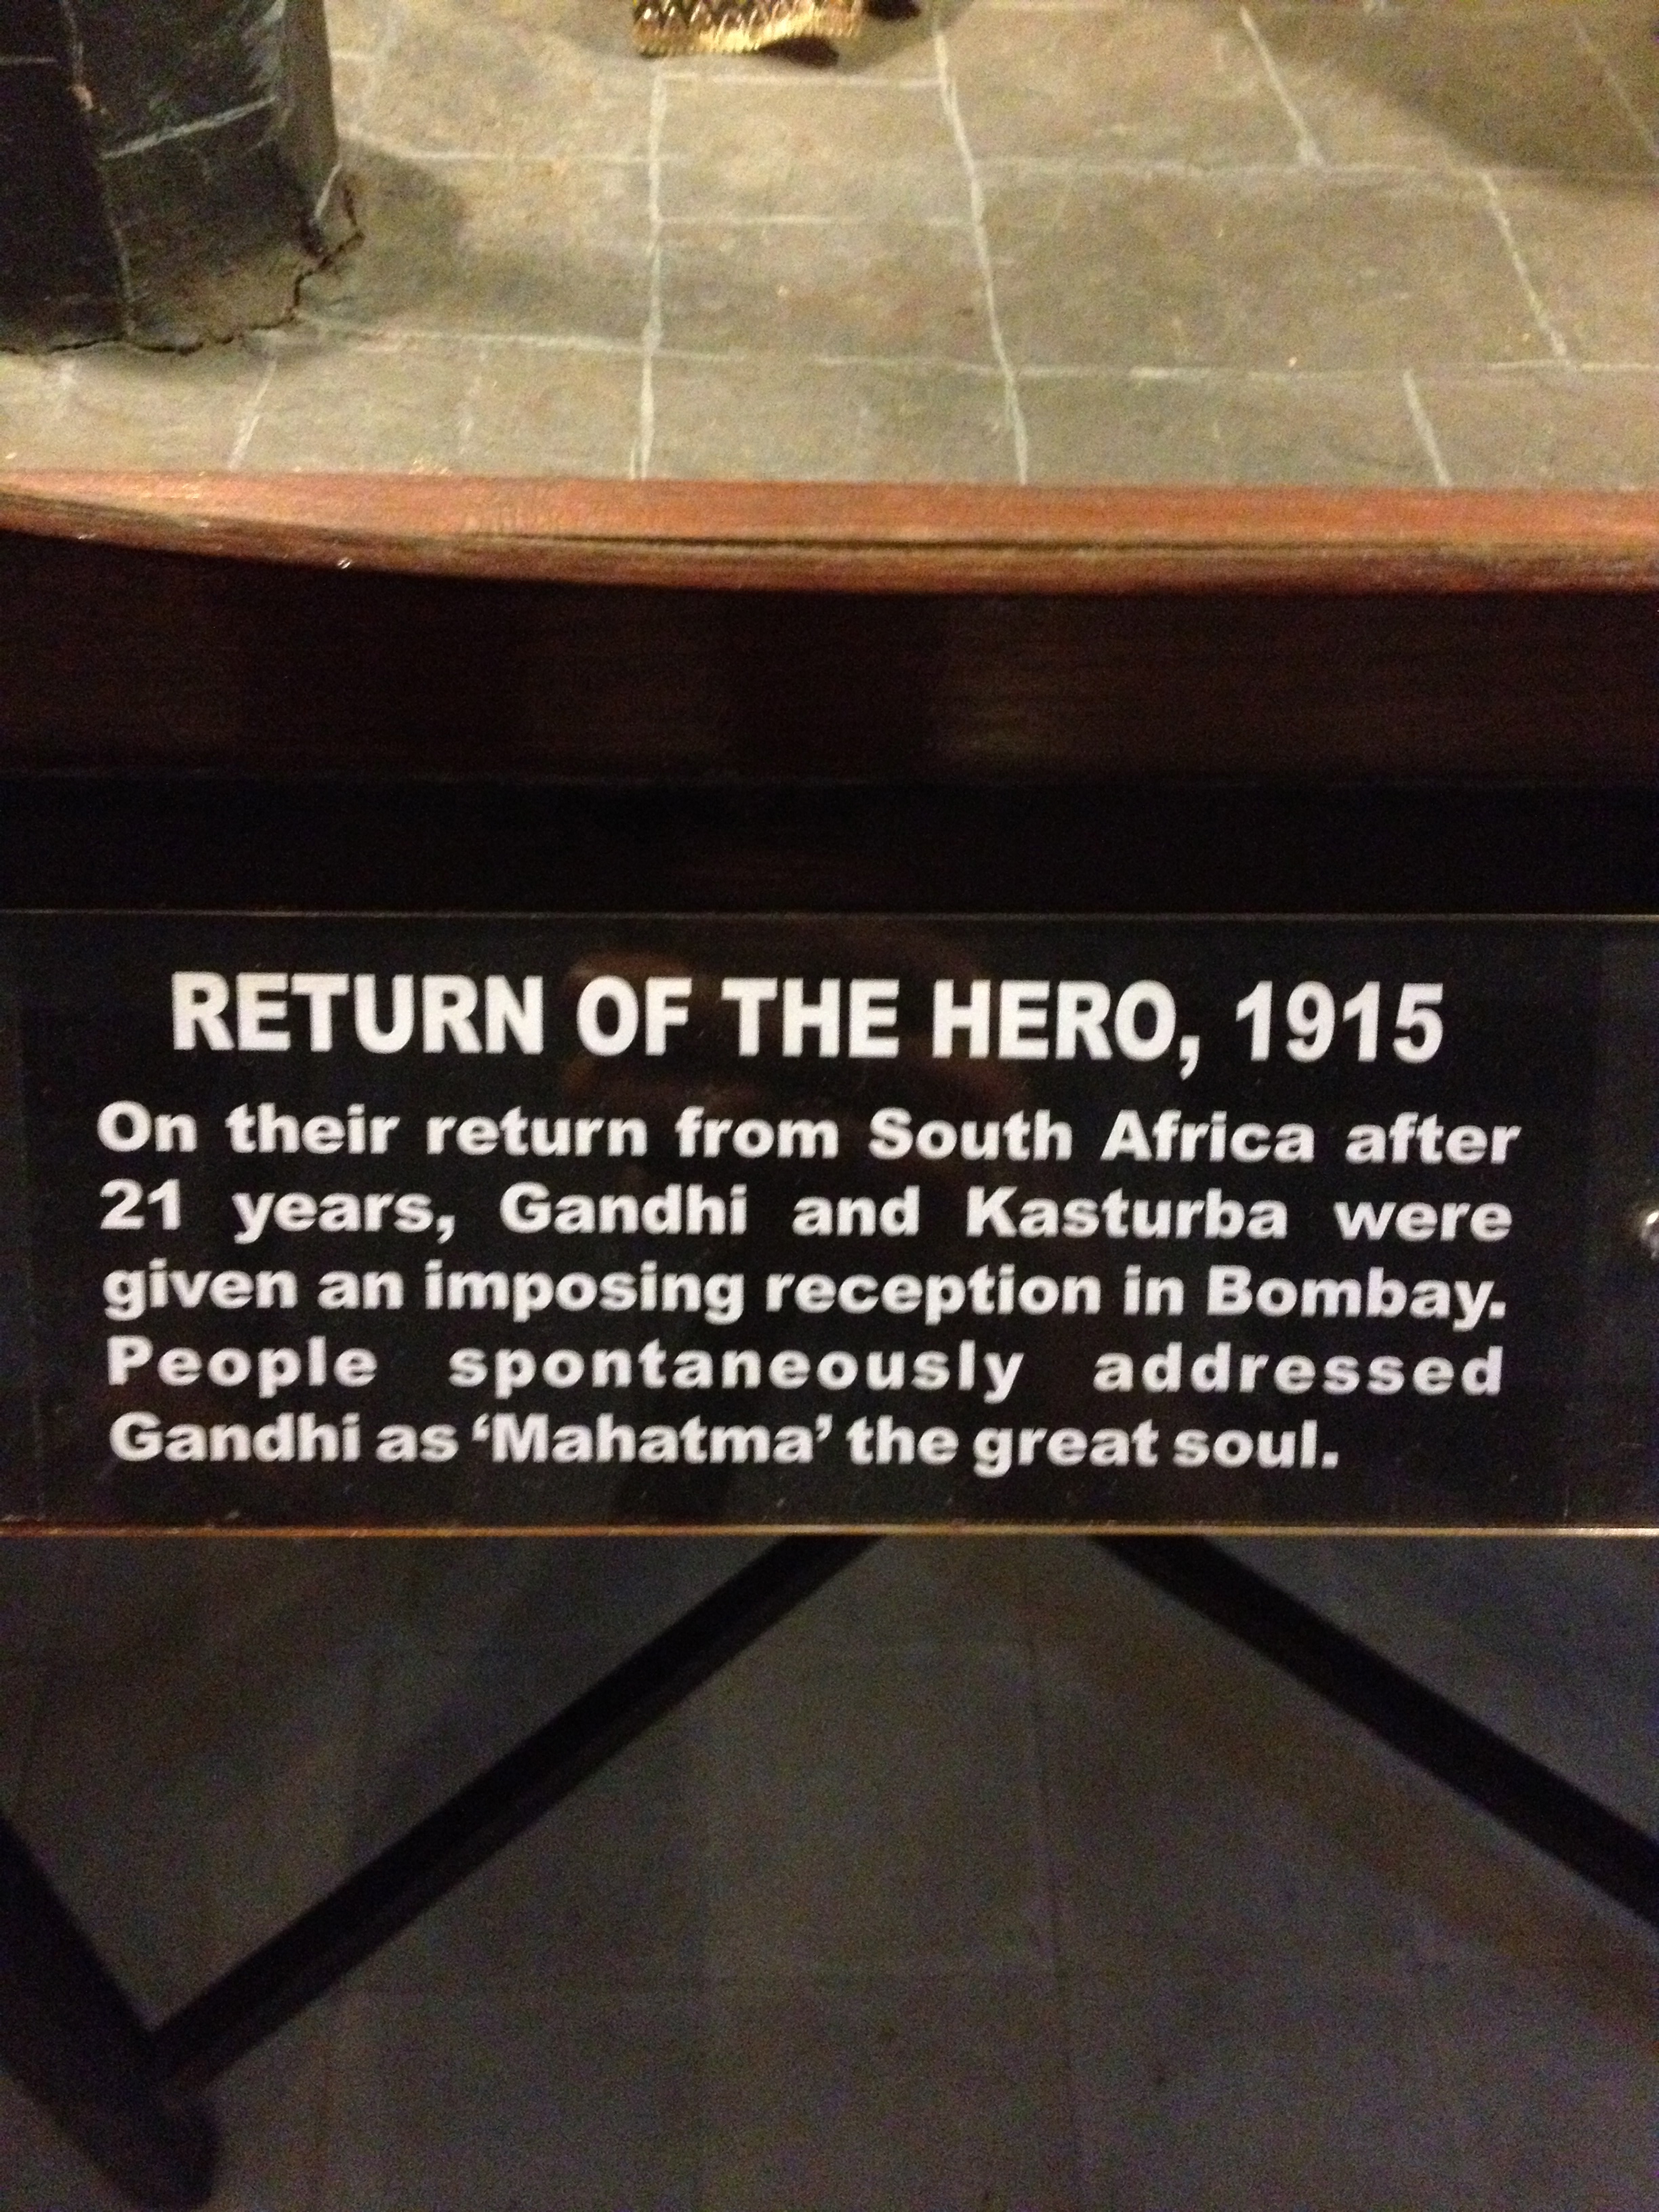 RETURN OF THE HERO, 1915
On their return from South Africa after
21 years, Gandhi and Kasturba were
given an imposing reception in Bombay.
People spontaneously addressed
Gandhi as ‘Mahatma’ the great soul.